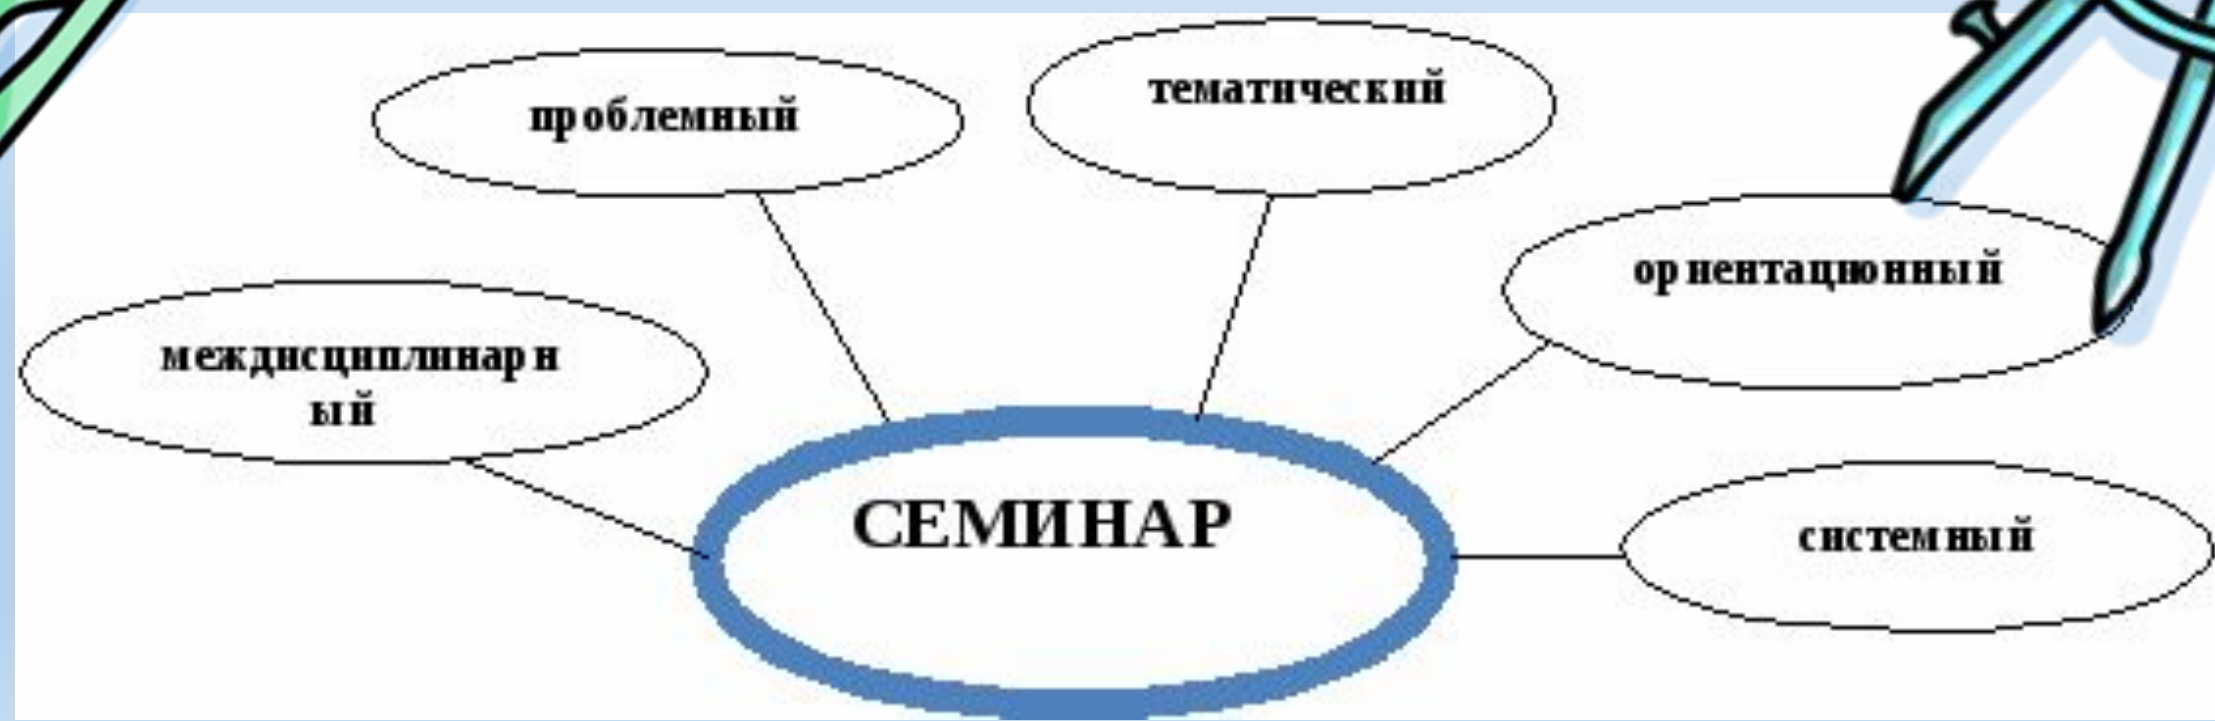 тематический
проблемный
ориентационный
междисциплинарн
ый
СЕМИНАР
системный